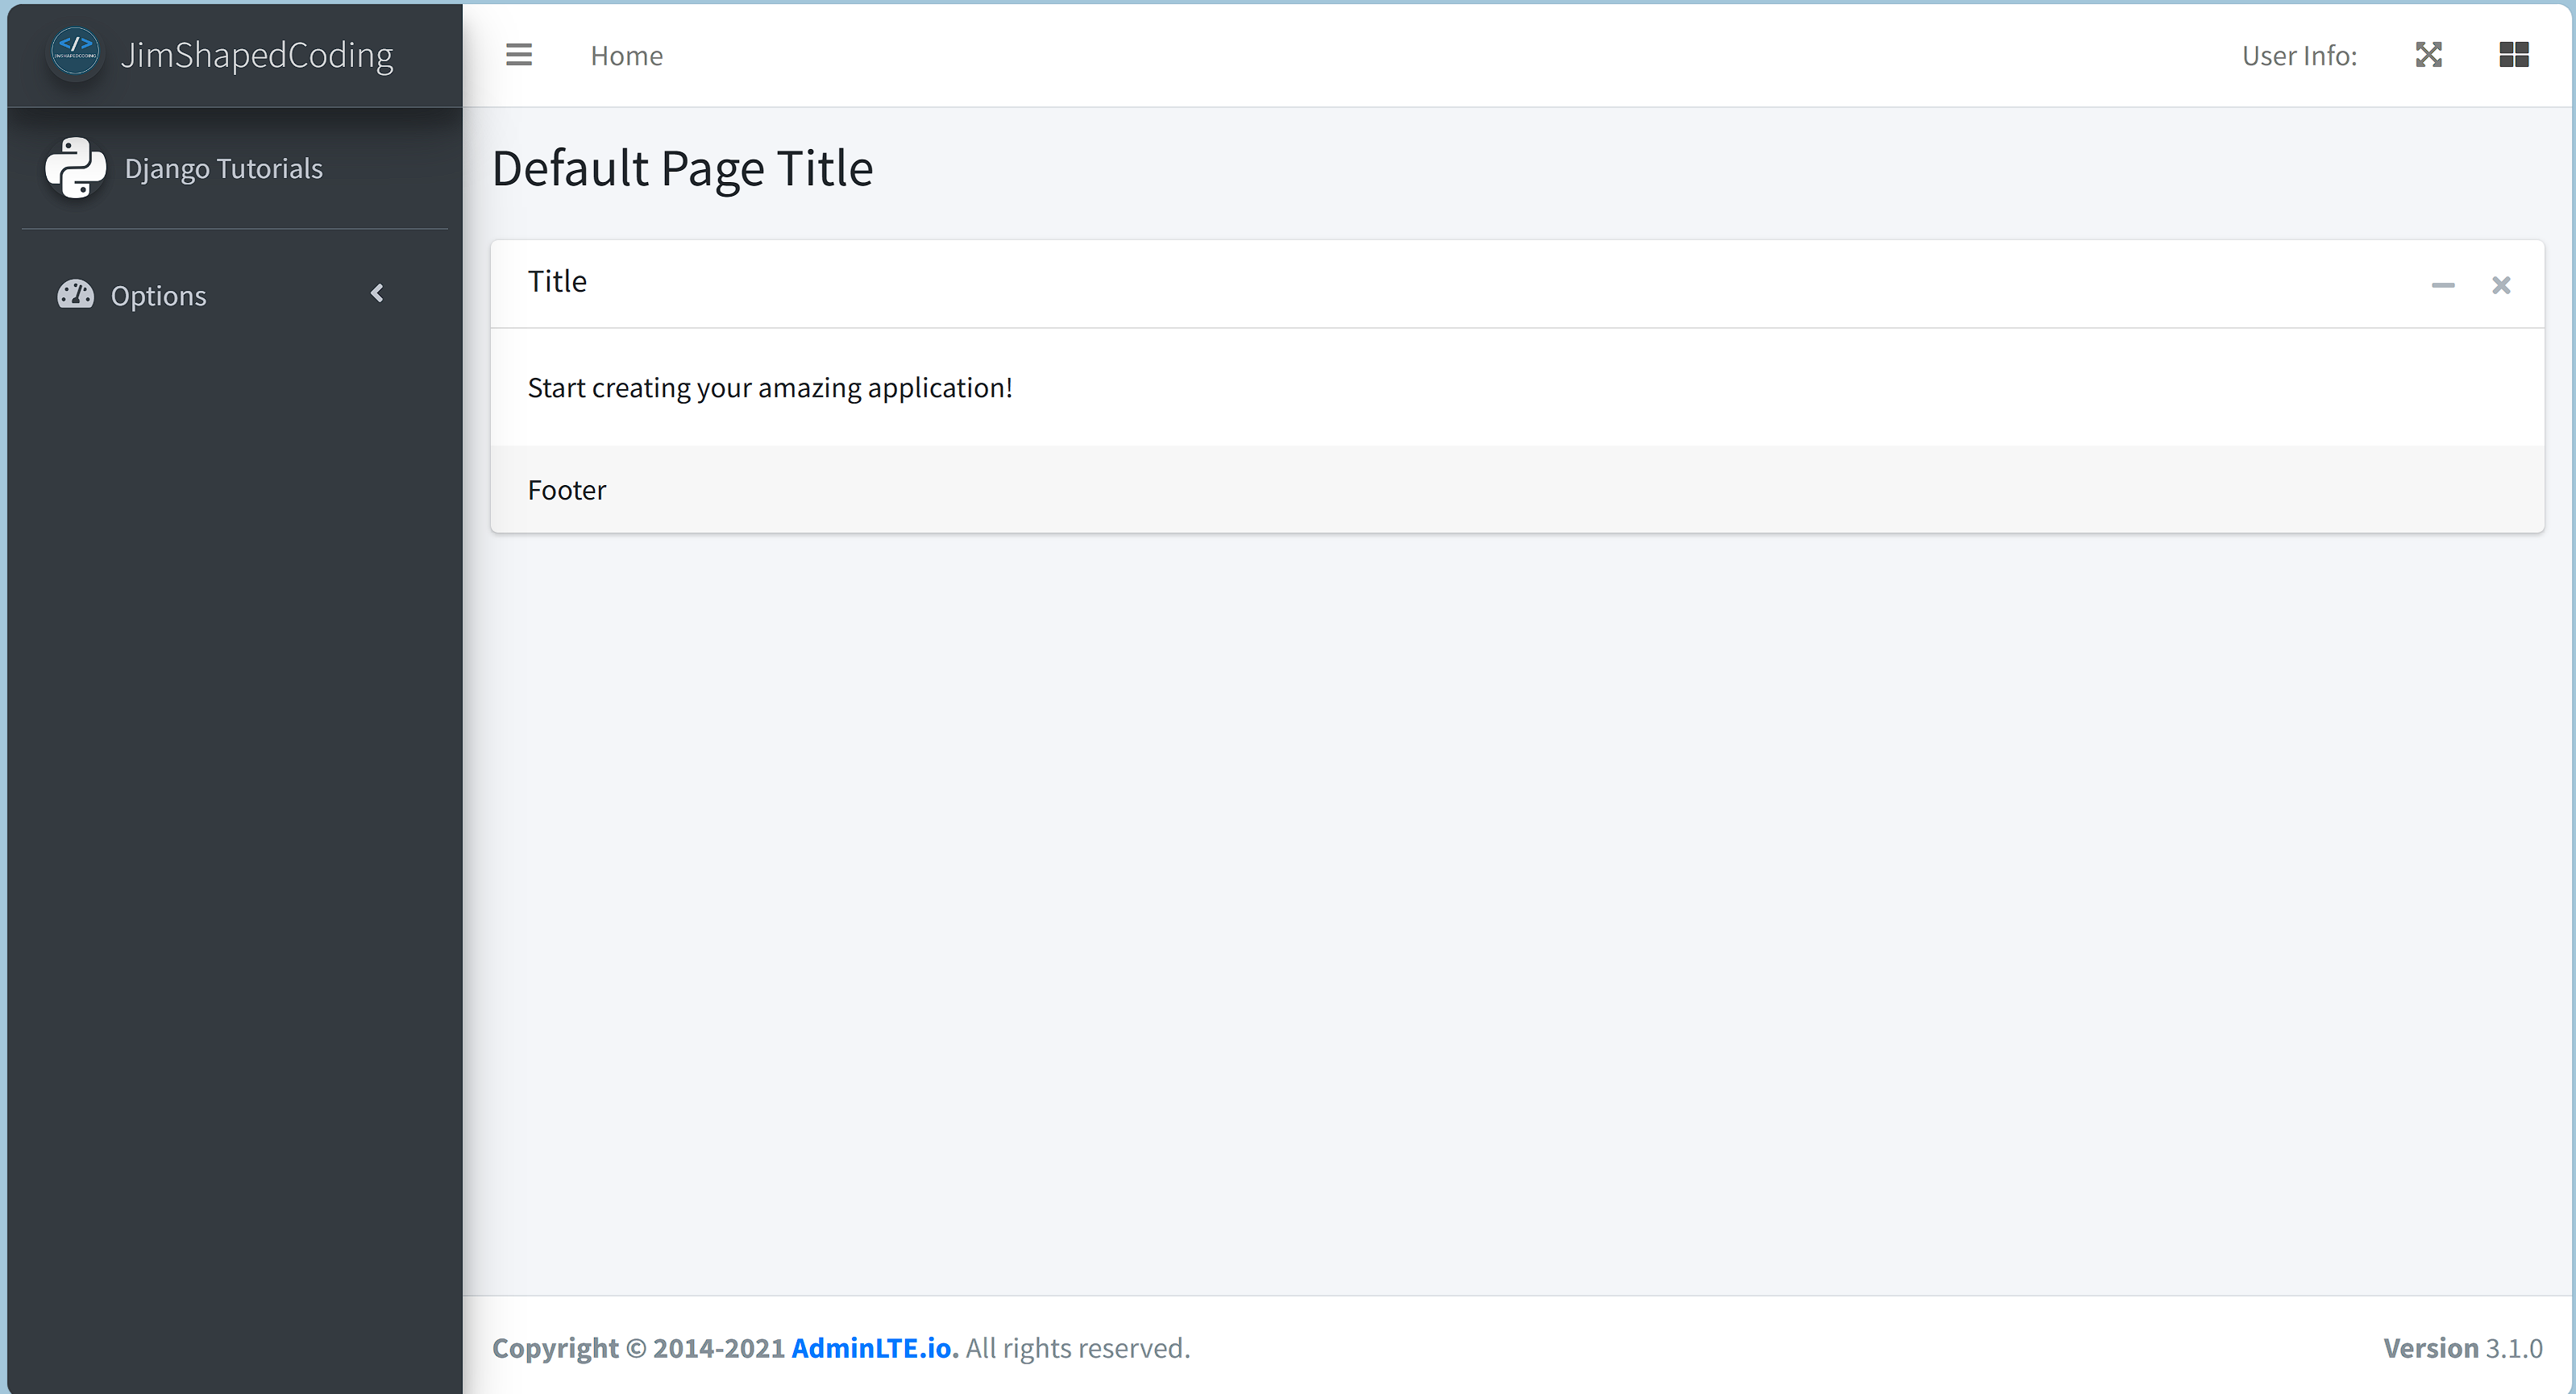 </> JIMSHAPEDCODING
JimShapedCoding
Home
User Info:
Django Tutorials
Default Page Title
Options
Title
Start creating your amazing application!
Footer
Copyright © 2014-2021 AdminLTE.io. All rights reserved.
Version 3.1.0